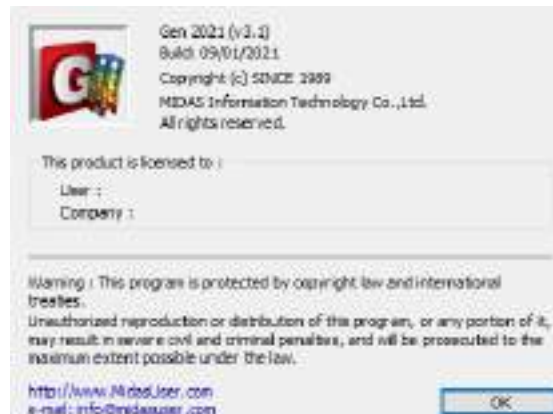 G
Gen 2021 (v3.1)
Build: 09/01/2021
Copyright (c) SINCE 1989
MIDAS Information Technology Co.,Ltd.
All rights reserved.
This product is licensed to :
User :
Company :
Warning : This program is protected by copyright law and international
treaties.
Unauthorized reproduction or distribution of this program, or any portion of it,
may result in severe civil and criminal penalties, and will be prosecuted to the
maximum extent possible under the law.
http://www.MidasUser.com
e-mail: info@midasuser.com
OK